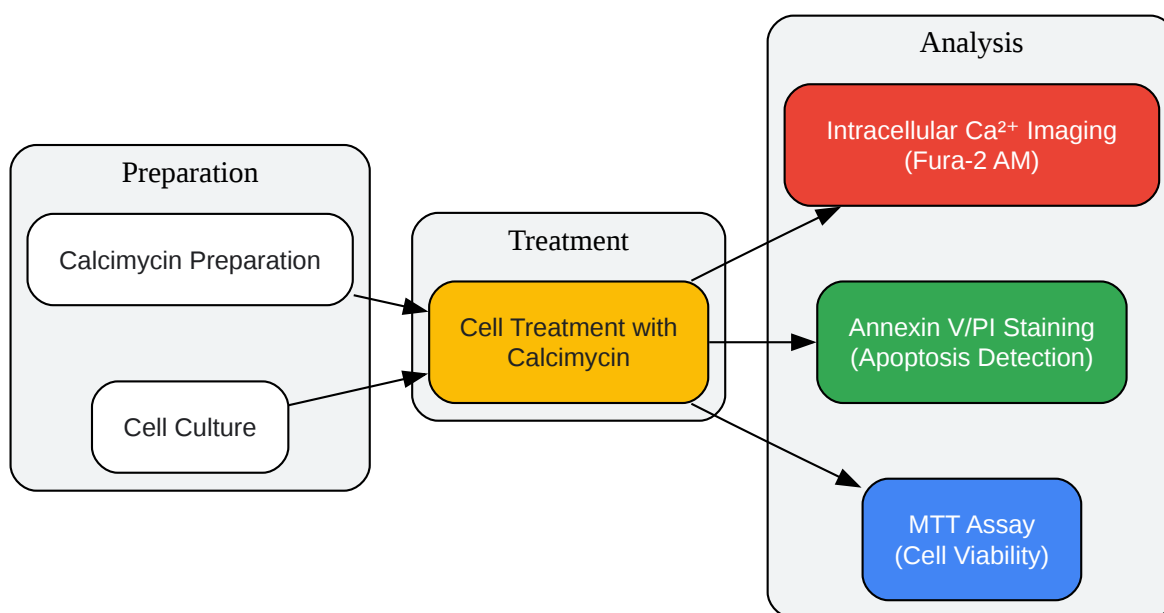 Preparation
Calcimycin Preparation
Cell Culture
Treatment
Cell Treatment with
Calcimycin
Analysis
Intracellular Ca²⁺ Imaging
(Fura-2 AM)
Annexin V/PI Staining
(Apoptosis Detection)
MTT Assay
(Cell Viability)